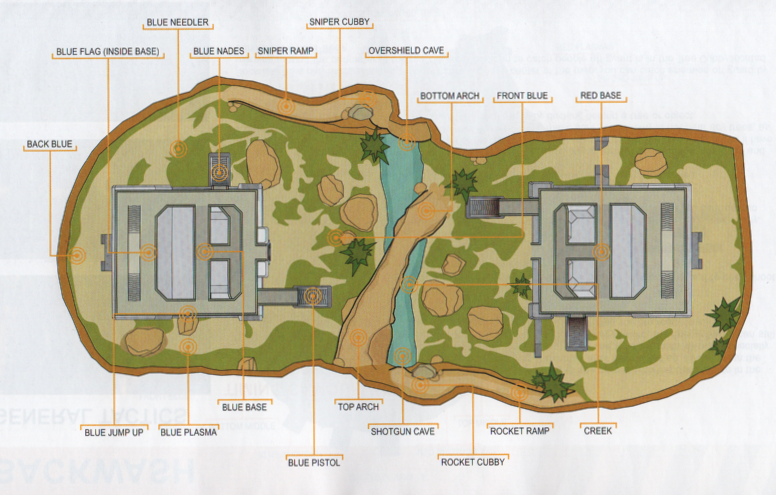 BLUE NEEDLER
SNIPER CUBBY
BLUE FLAG (INSIDE BASE)
BLUE NADES
SNIPER RAMP
OVERSHIELD CAVE
BOTTOM ARCH
FRONT BLUE
RED BASE
BACK BLUE
BLUE BASE
TOP ARCH
BLUE JUMP UP
BLUE PLASMA
SHOTGUN CAVE
ROCKET RAMP
CREEK
BLUE PISTOL
ROCKET CUBBY
GENERAL TACTICS
BACKWASH